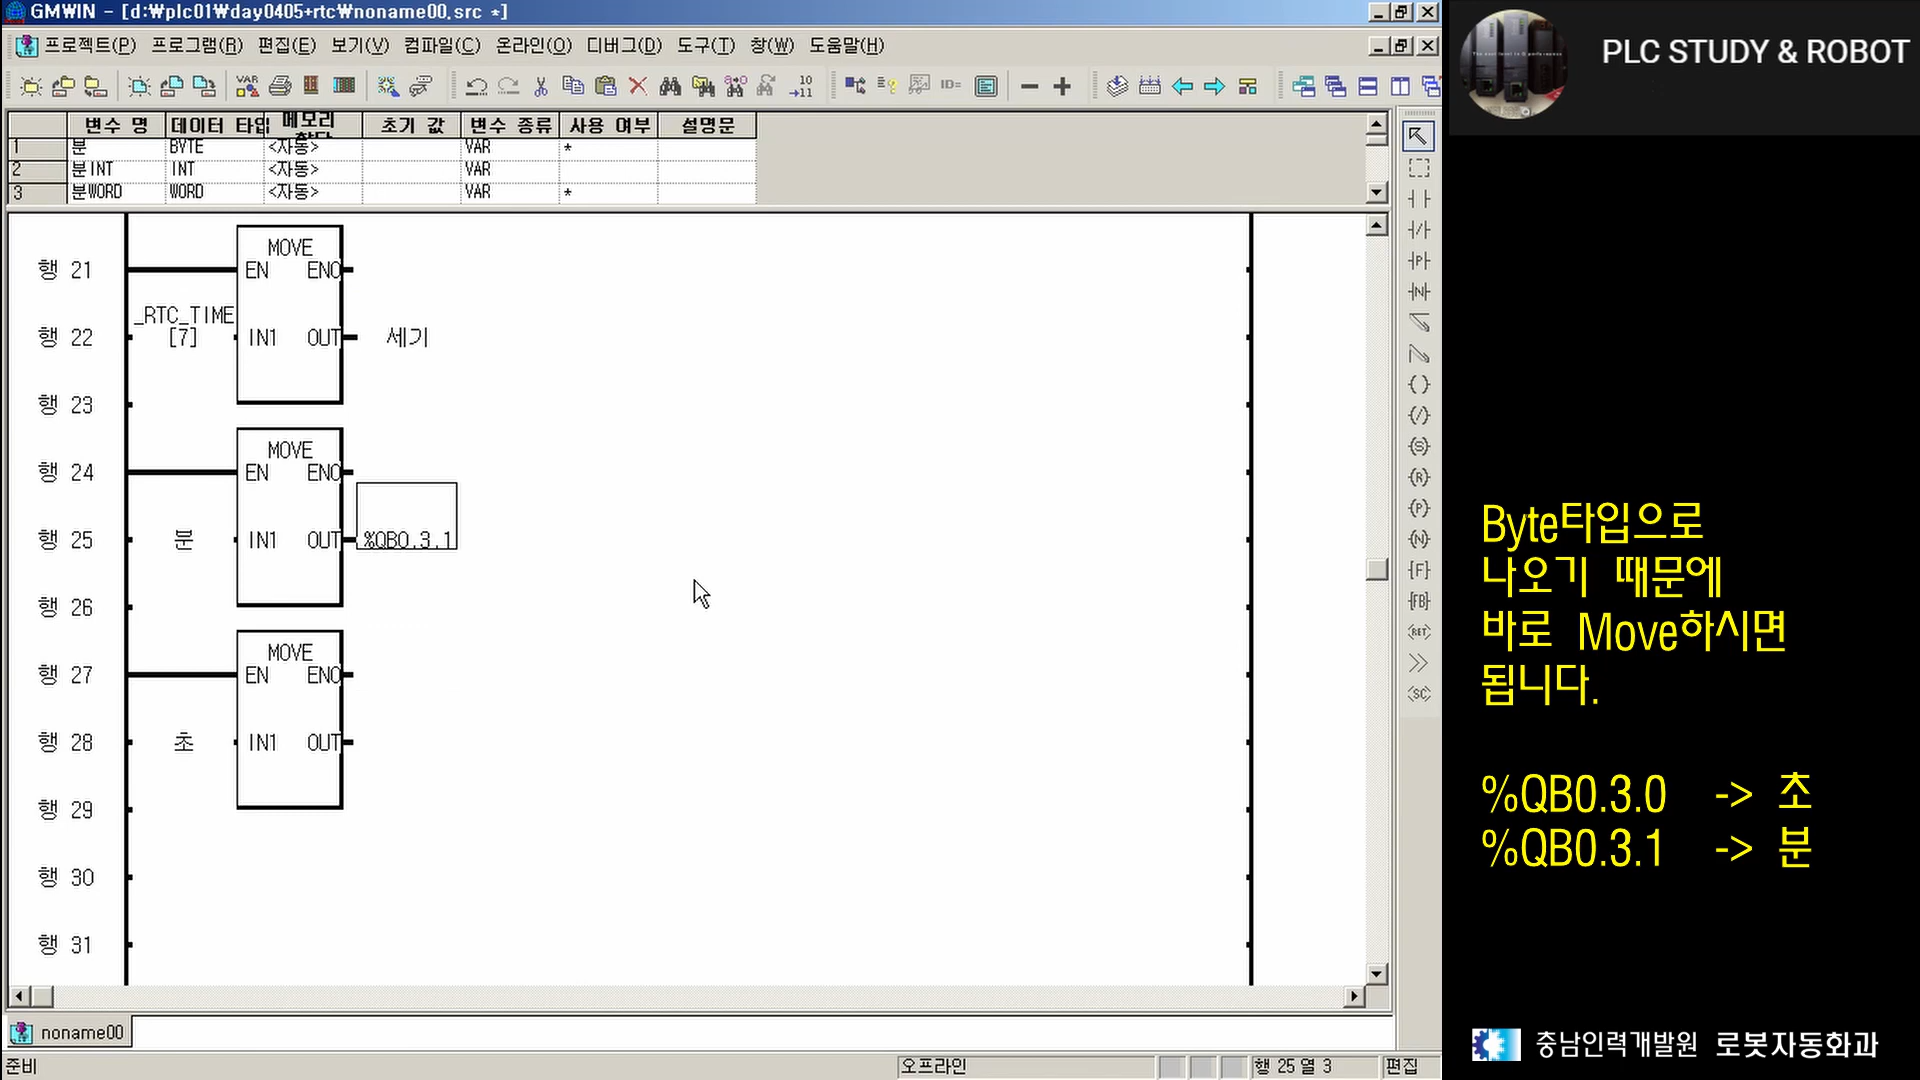 GMWIN - [d:₩plc01₩day0405+rtc₩noname00.src *]
프로젝트(P) 프로그램(R) 편집(E) 보기(V) 컴파일(C) 온라인(O) 디버그(D) 도구(T) 창(W) 도움말(H)
변수 명 데이터 타입 메모리 초기 값 변수 종류 사용 여부 설명문
1 분 BYTE <자동> VAR *
2 분INT INT <자동> VAR
3 분WORD WORD <자동> VAR *
MOVE
행 21 EN ENO
_RTC_TIME
행 22 [7] IN1 OUT 세기
행 23
MOVE
행 24 EN ENO
행 25 분 IN1 OUT %QB0.3.1
행 26
MOVE
행 27 EN ENO
행 28 초 IN1 OUT
행 29
행 30
행 31
noname00
준비 오프라인 행 25 열 3 편집
PLC STUDY & ROBOT
Byte타입으로
나오기 때문에
바로 Move하시면
됩니다.
%QB0.3.0 -> 초
%QB0.3.1 -> 분
충남인력개발원 로봇자동화과